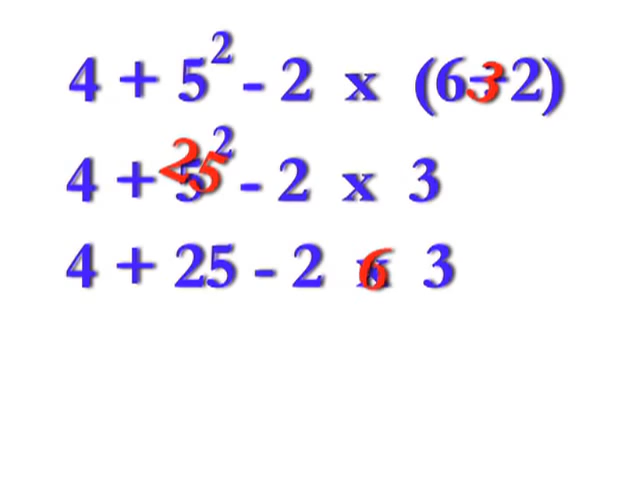 4 + 5² - 2 x (6÷2)
3
4 + 5² - 2 x 3
25
4 + 25 - 2 x 3
6